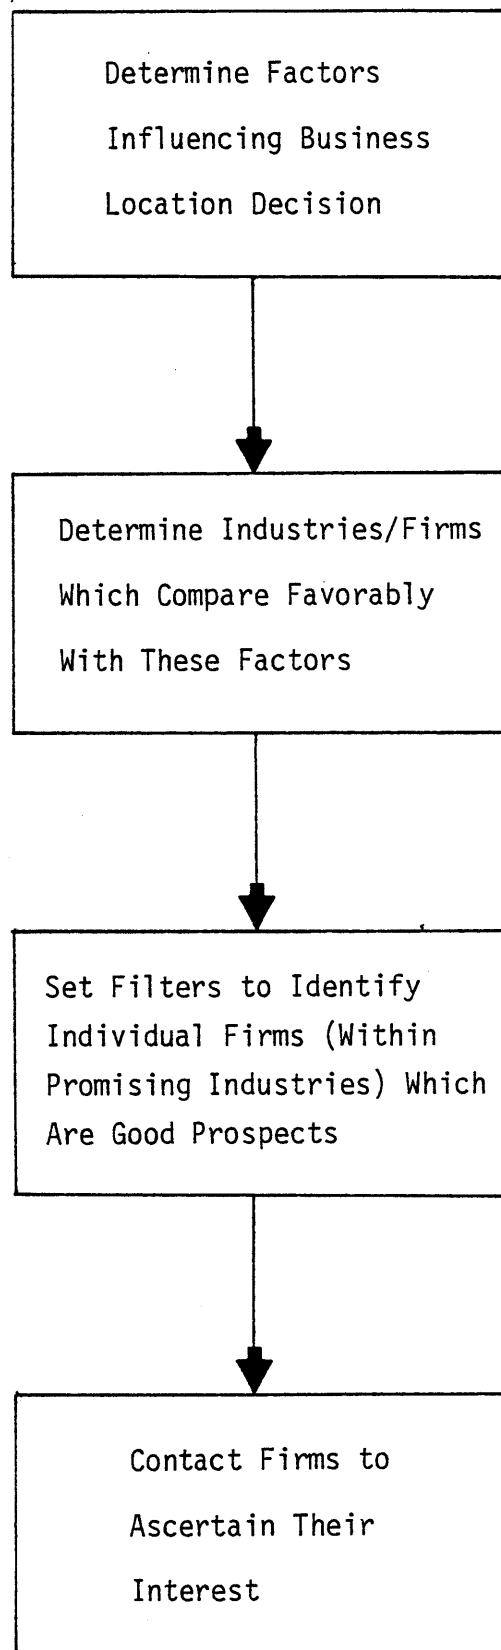 Determine Factors
Influencing Business
Location Decision
Determine Industries/Firms
Which Compare Favorably
With These Factors
Set Filters to Identify
Individual Firms (Within
Promising Industries) Which
Are Good Prospects
Contact Firms to
Ascertain Their
Interest